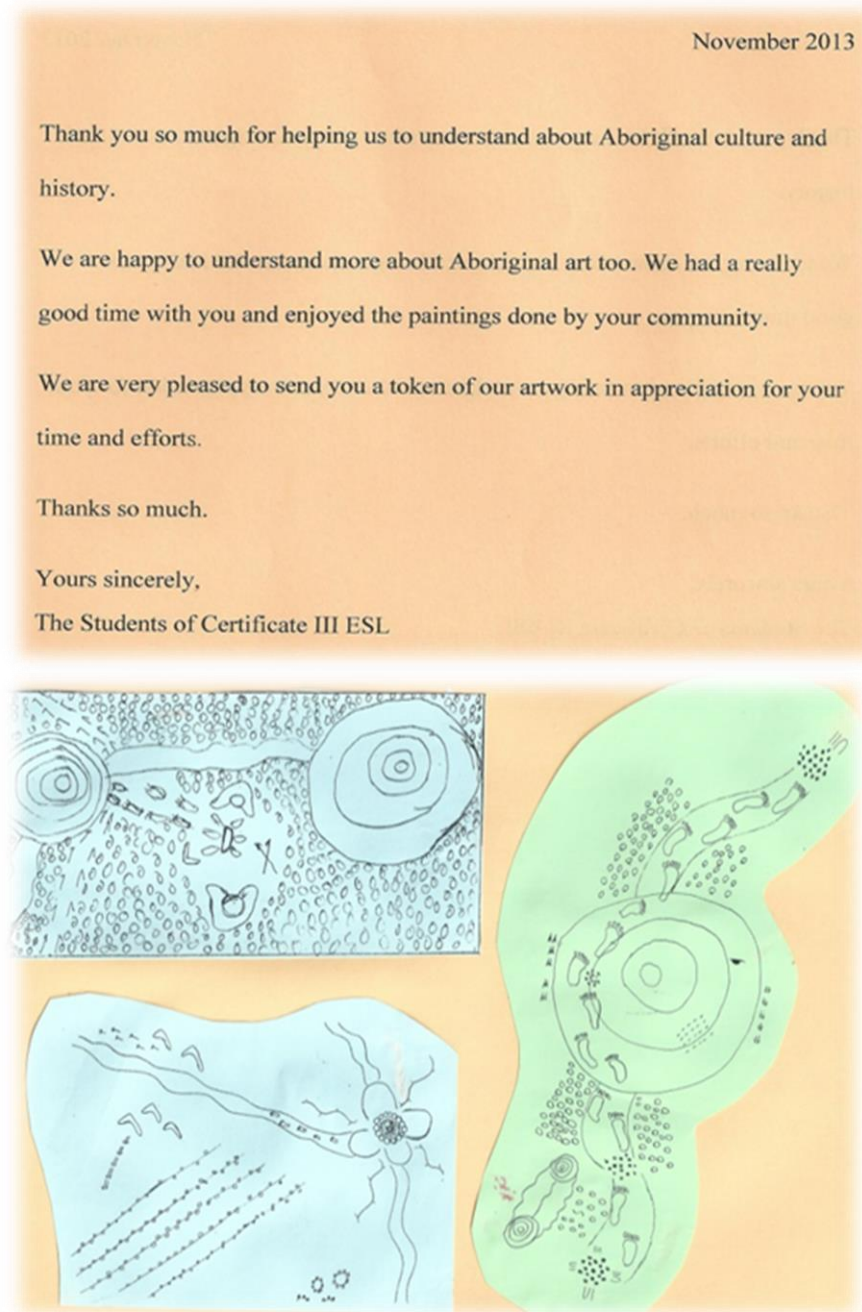 November 2013
Thank you so much for helping us to understand about Aboriginal culture and
history.
We are happy to understand more about Aboriginal art too. We had a really
good time with you and enjoyed the paintings done by your community.
We are very pleased to send you a token of our artwork in appreciation for your
time and efforts.
Thanks so much.
Yours sincerely,
The Students of Certificate III ESL